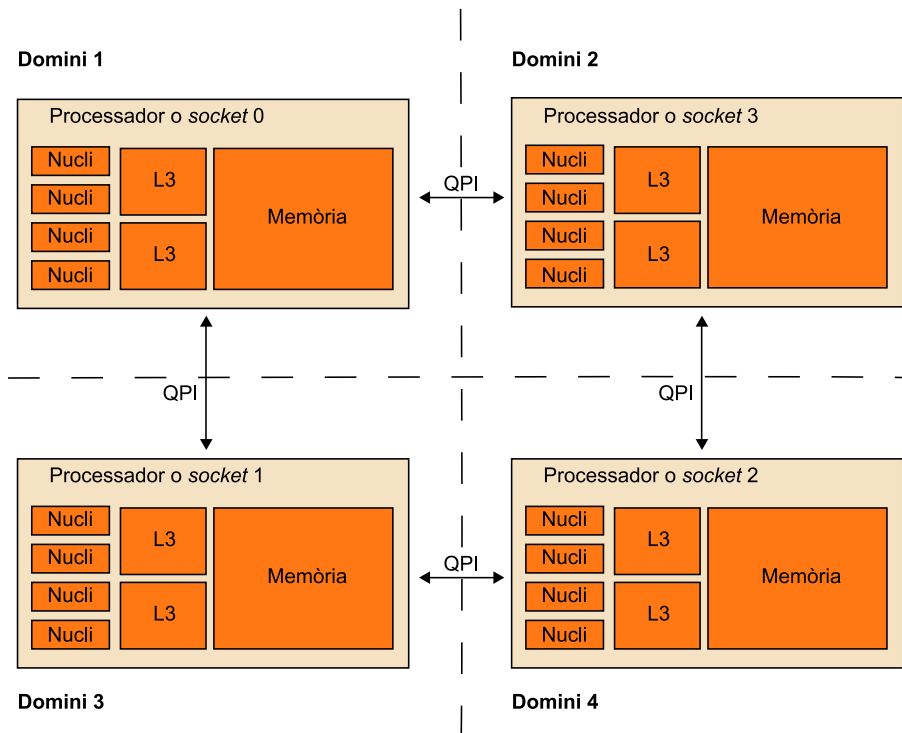 Domini 1
Processador o socket 0
Nucli
Nucli
Nucli
Nucli
L3
L3
Memòria
QPI
Domini 2
Processador o socket 3
Nucli
Nucli
Nucli
Nucli
L3
L3
Memòria
QPI
QPI
Processador o socket 1
Nucli
Nucli
Nucli
Nucli
L3
L3
Memòria
Domini 3
QPI
Processador o socket 2
Nucli
Nucli
Nucli
Nucli
L3
L3
Memòria
Domini 4